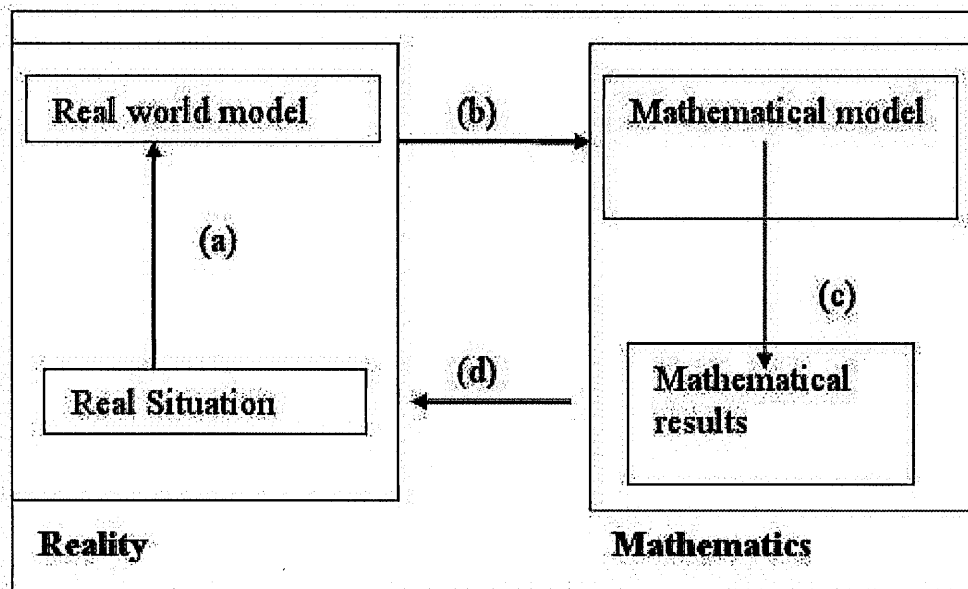 Real world model
(b)
Mathematical model
(a)
(c)
Real Situation
(d)
Mathematical
results
Reality
Mathematics